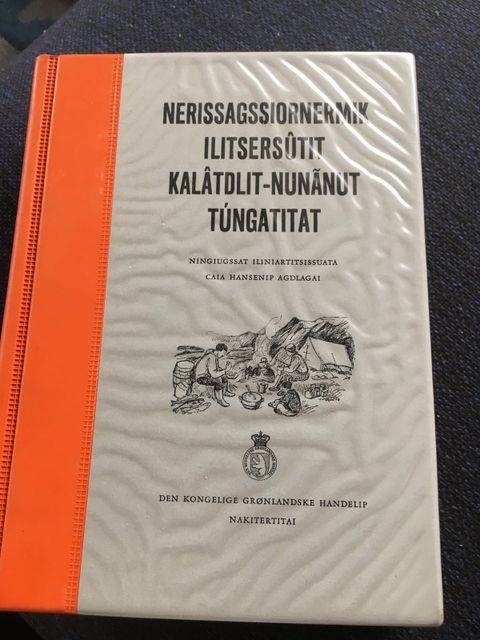 NERISSAGSSIORNERMIK
ILITSERSÛTIT
KALÂTDLIT-NUNÃNUT
TÚNGATITAT
NINGIUGSSAT ILINIARTITSISSUATA
CAIA HANSENIP AGDLAGAI
DEN KONGELIGE GRØNLANDSKE HANDELIP
NAKITERTITAI